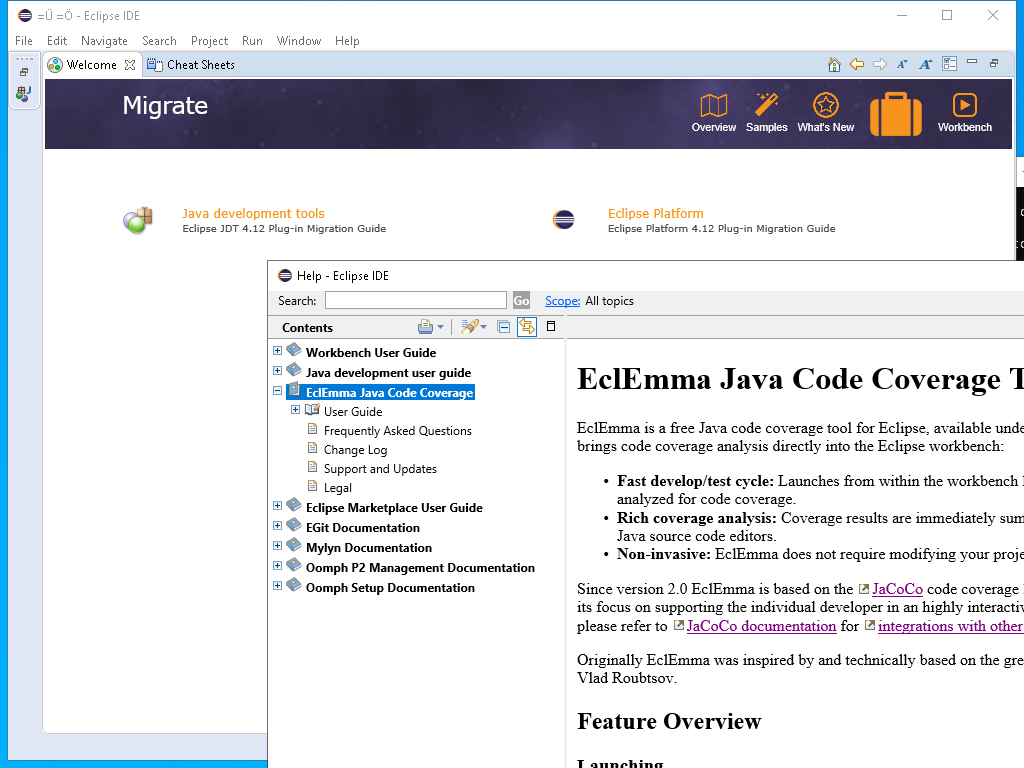 =Ü =Ö - Eclipse IDE
File Edit Navigate Search Project Run Window Help
Welcome Cheat Sheets
Migrate
Overview Samples What's New Workbench
Java development tools
Eclipse JDT 4.12 Plug-in Migration Guide
Eclipse Platform
Eclipse Platform 4.12 Plug-in Migration Guide
Help - Eclipse IDE
Search: Go Scope: All topics
Contents
Workbench User Guide
Java development user guide
EclEmma Java Code Coverage
User Guide
Frequently Asked Questions
Change Log
Support and Updates
Legal
Eclipse Marketplace User Guide
EGit Documentation
Mylyn Documentation
Oomph P2 Management Documentation
Oomph Setup Documentation
EclEmma Java Code Coverage T
EclEmma is a free Java code coverage tool for Eclipse, available unde
brings code coverage analysis directly into the Eclipse workbench:
• Fast develop/test cycle: Launches from within the workbench
analyzed for code coverage.
• Rich coverage analysis: Coverage results are immediately sum
Java source code editors.
• Non-invasive: EclEmma does not require modifying your proje
Since version 2.0 EclEmma is based on the JaCoCo code coverage
its focus on supporting the individual developer in an highly interactiv
please refer to JaCoCo documentation for integrations with other
Originally EclEmma was inspired by and technically based on the gre
Vlad Roubtsov.
Feature Overview
Launching